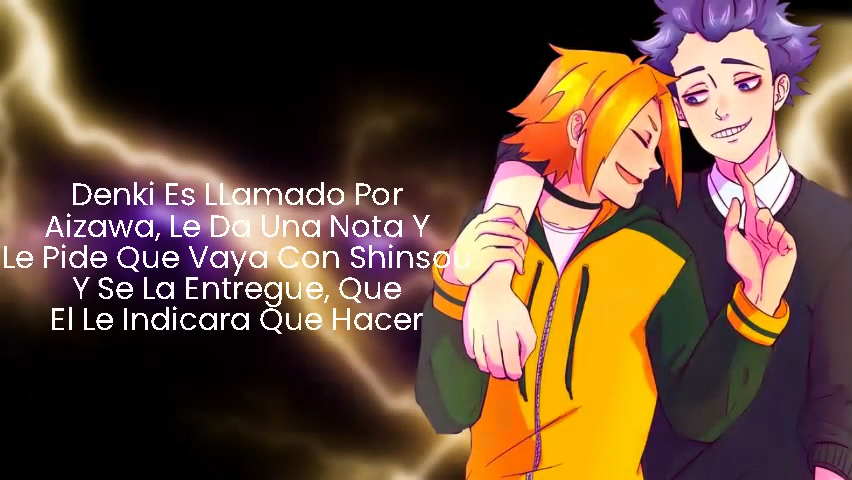 Denki Es LLamado Por
Aizawa, Le Da Una Nota Y
Le Pide Que Vaya Con Shinsou
Y Se La Entregue, Que
El Le Indicara Que Hacer